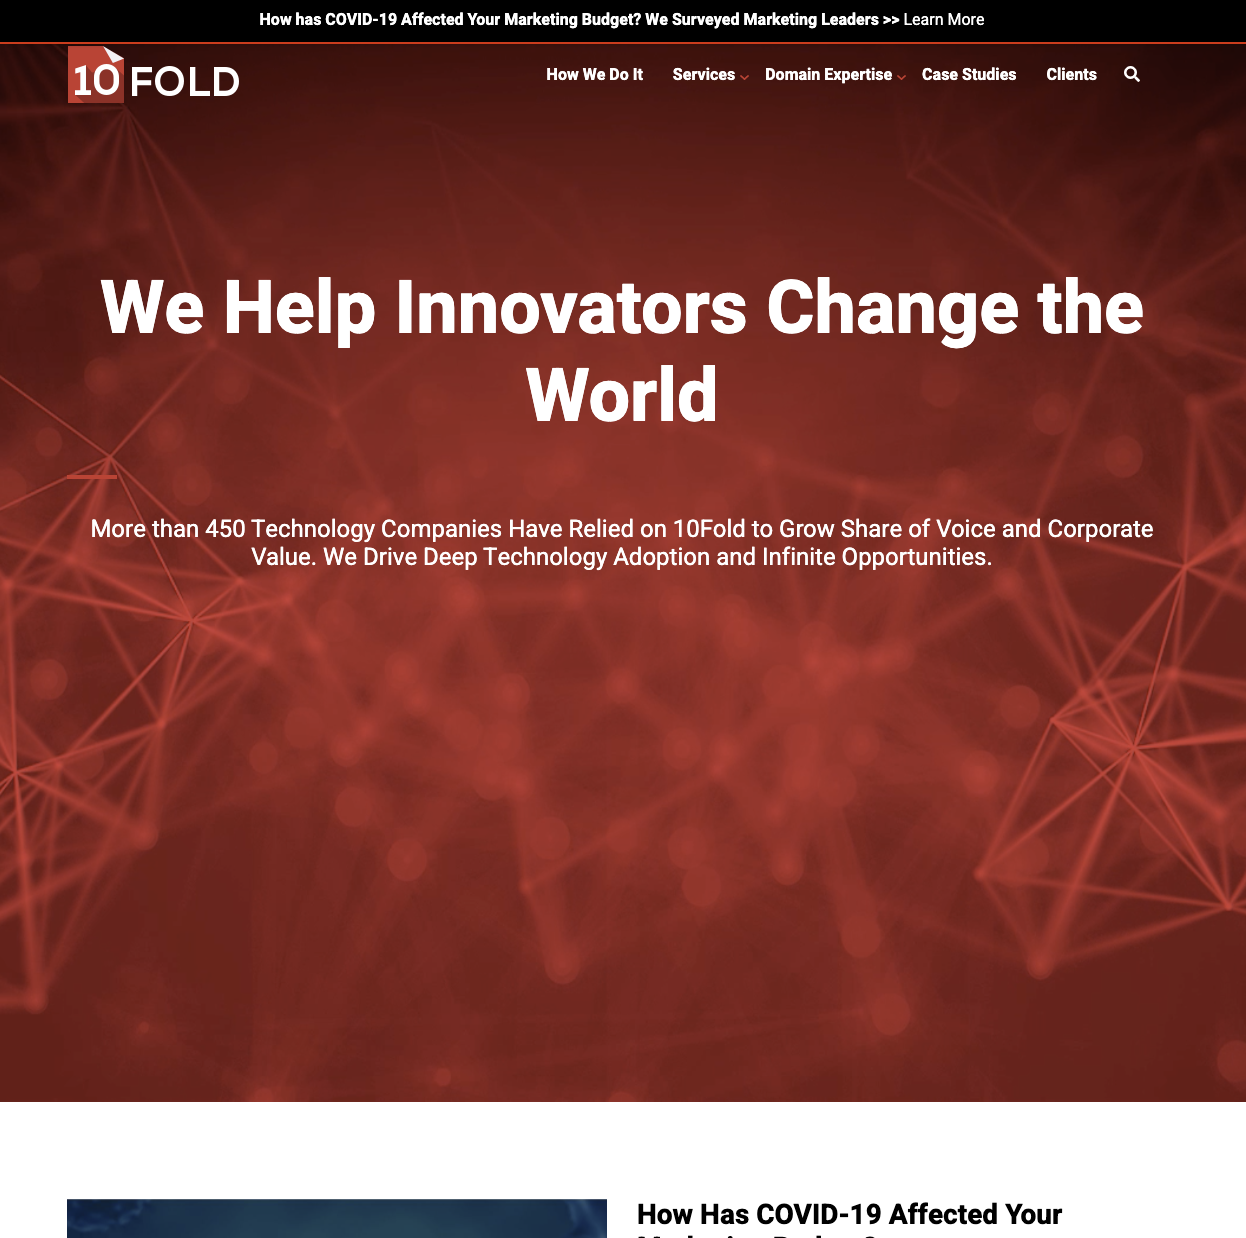 How has COVID-19 Affected Your Marketing Budget? We Surveyed Marketing Leaders >> Learn More
10 FOLD
How We Do It Services Domain Expertise Case Studies Clients
We Help Innovators Change the
World
More than 450 Technology Companies Have Relied on 10Fold to Grow Share of Voice and Corporate
Value. We Drive Deep Technology Adoption and Infinite Opportunities.
How Has COVID-19 Affected Your